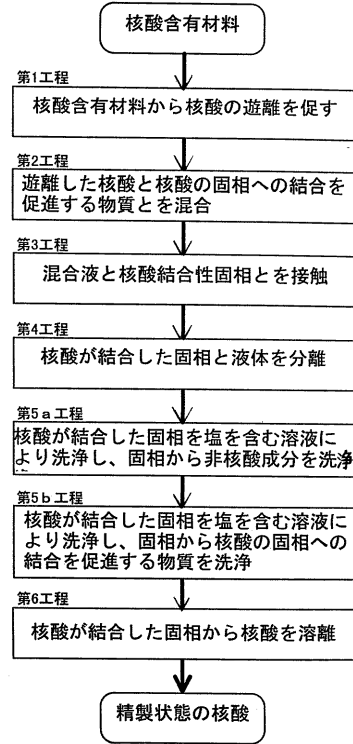 核酸含有材料
第1工程
核酸含有材料から核酸の遊離を促す
第2工程
遊離した核酸と核酸の固相への結合を
促進する物質とを混合
第3工程
混合液と核酸結合性固相とを接触
第4工程
核酸が結合した固相と液体を分離
第5a工程
核酸が結合した固相を塩を含む溶液に
より洗浄し、固相から非核酸成分を洗浄
第5b工程
核酸が結合した固相を塩を含む溶液に
より洗浄し、固相から核酸の固相への
結合を促進する物質を洗浄
第6工程
核酸が結合した固相から核酸を溶離
精製状態の核酸